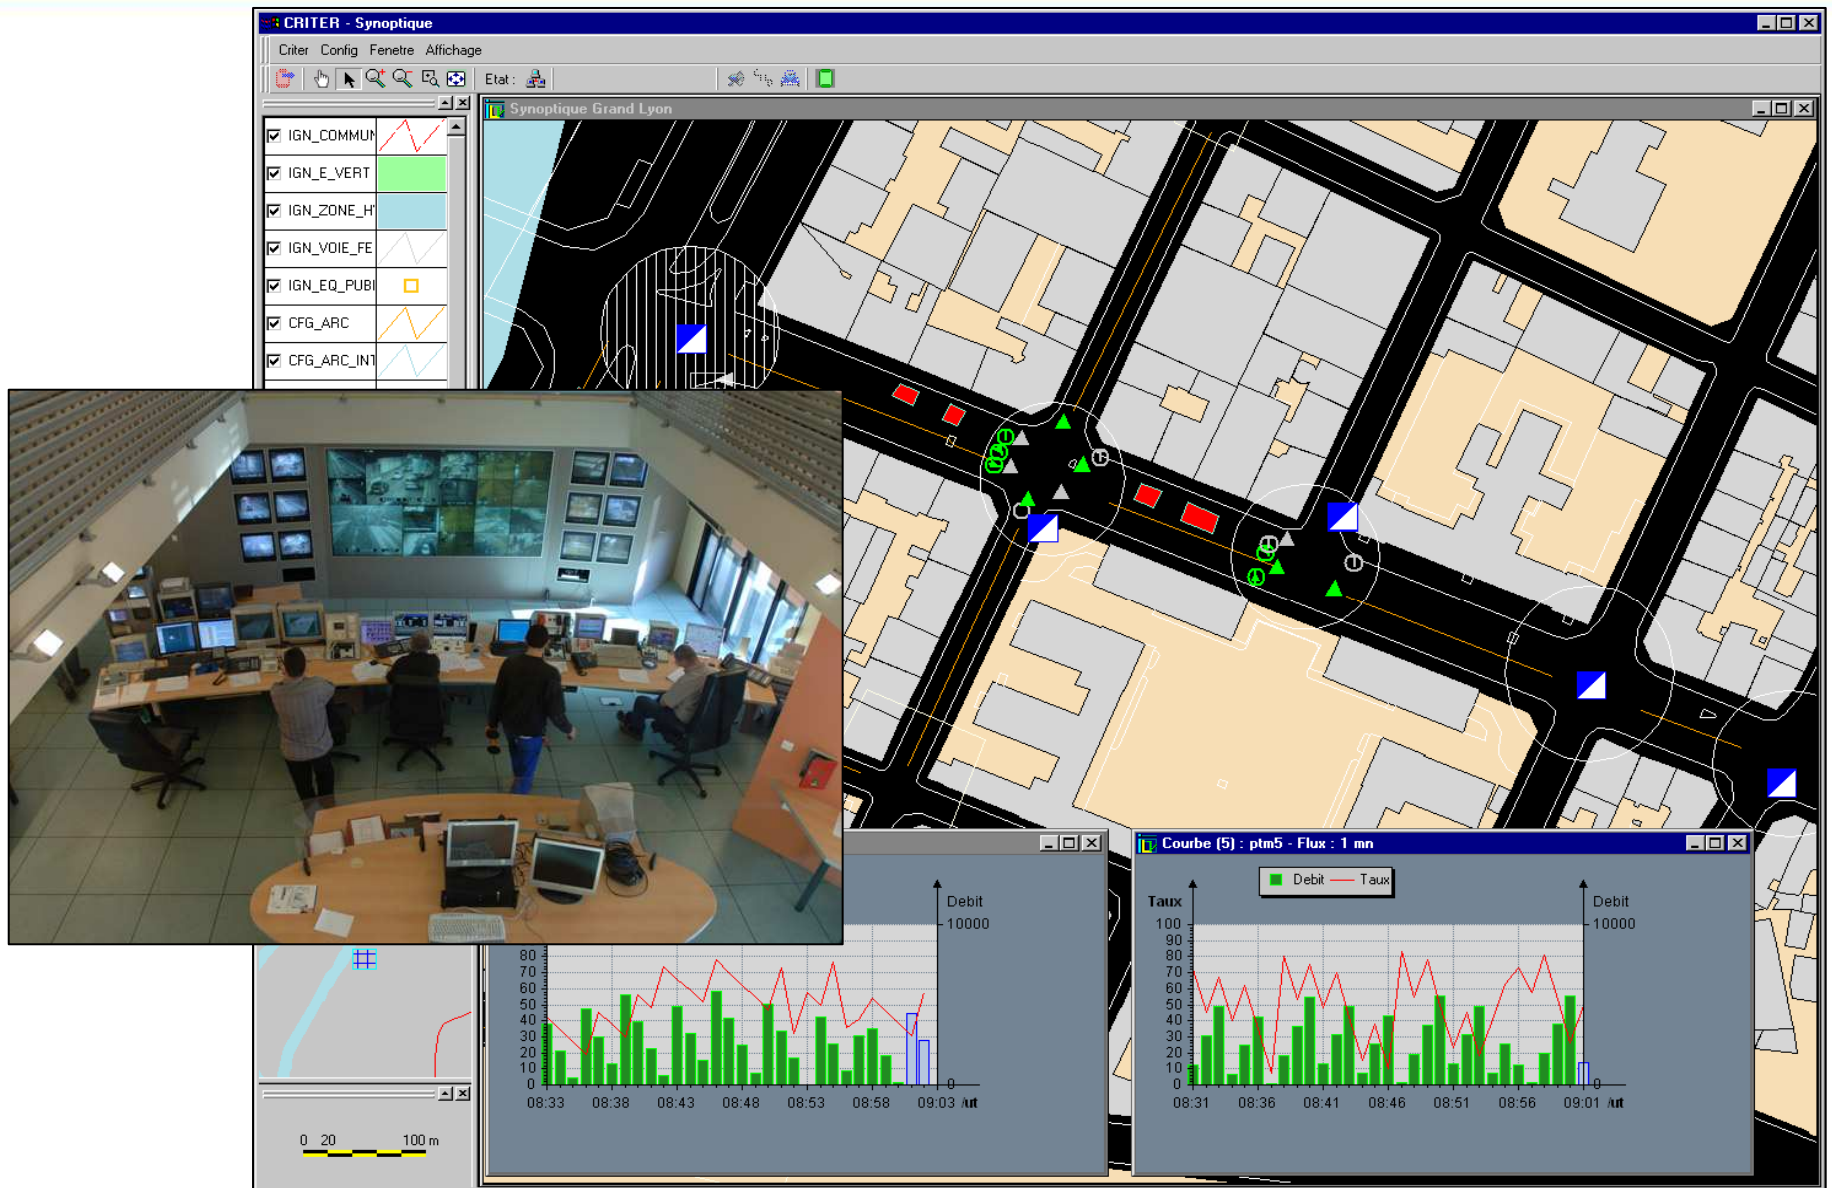 CRITER - Synoptique
Criter Config Fenetre Affichage
Etat :
Synoptique Grand Lyon
IGN_COMMUN
IGN_E_VERT
IGN_ZONE_H
IGN_VOIE_FE
IGN_EQ_PUBI
CFG_ARC
CFG_ARC_INT
Debit
10000
80
70
60
50
40
30
20
10
0
0
08:33 08:38 08:43 08:48 08:53 08:58 09:03 /ut
Courbe (5) : ptm5 - Flux : 1 mn
Debit Taux
Taux
Debit
100
10000
90
80
70
60
50
40
30
20
10
0
0
08:31 08:36 08:41 08:46 08:51 08:56 09:01 /ut
0 20 100 m